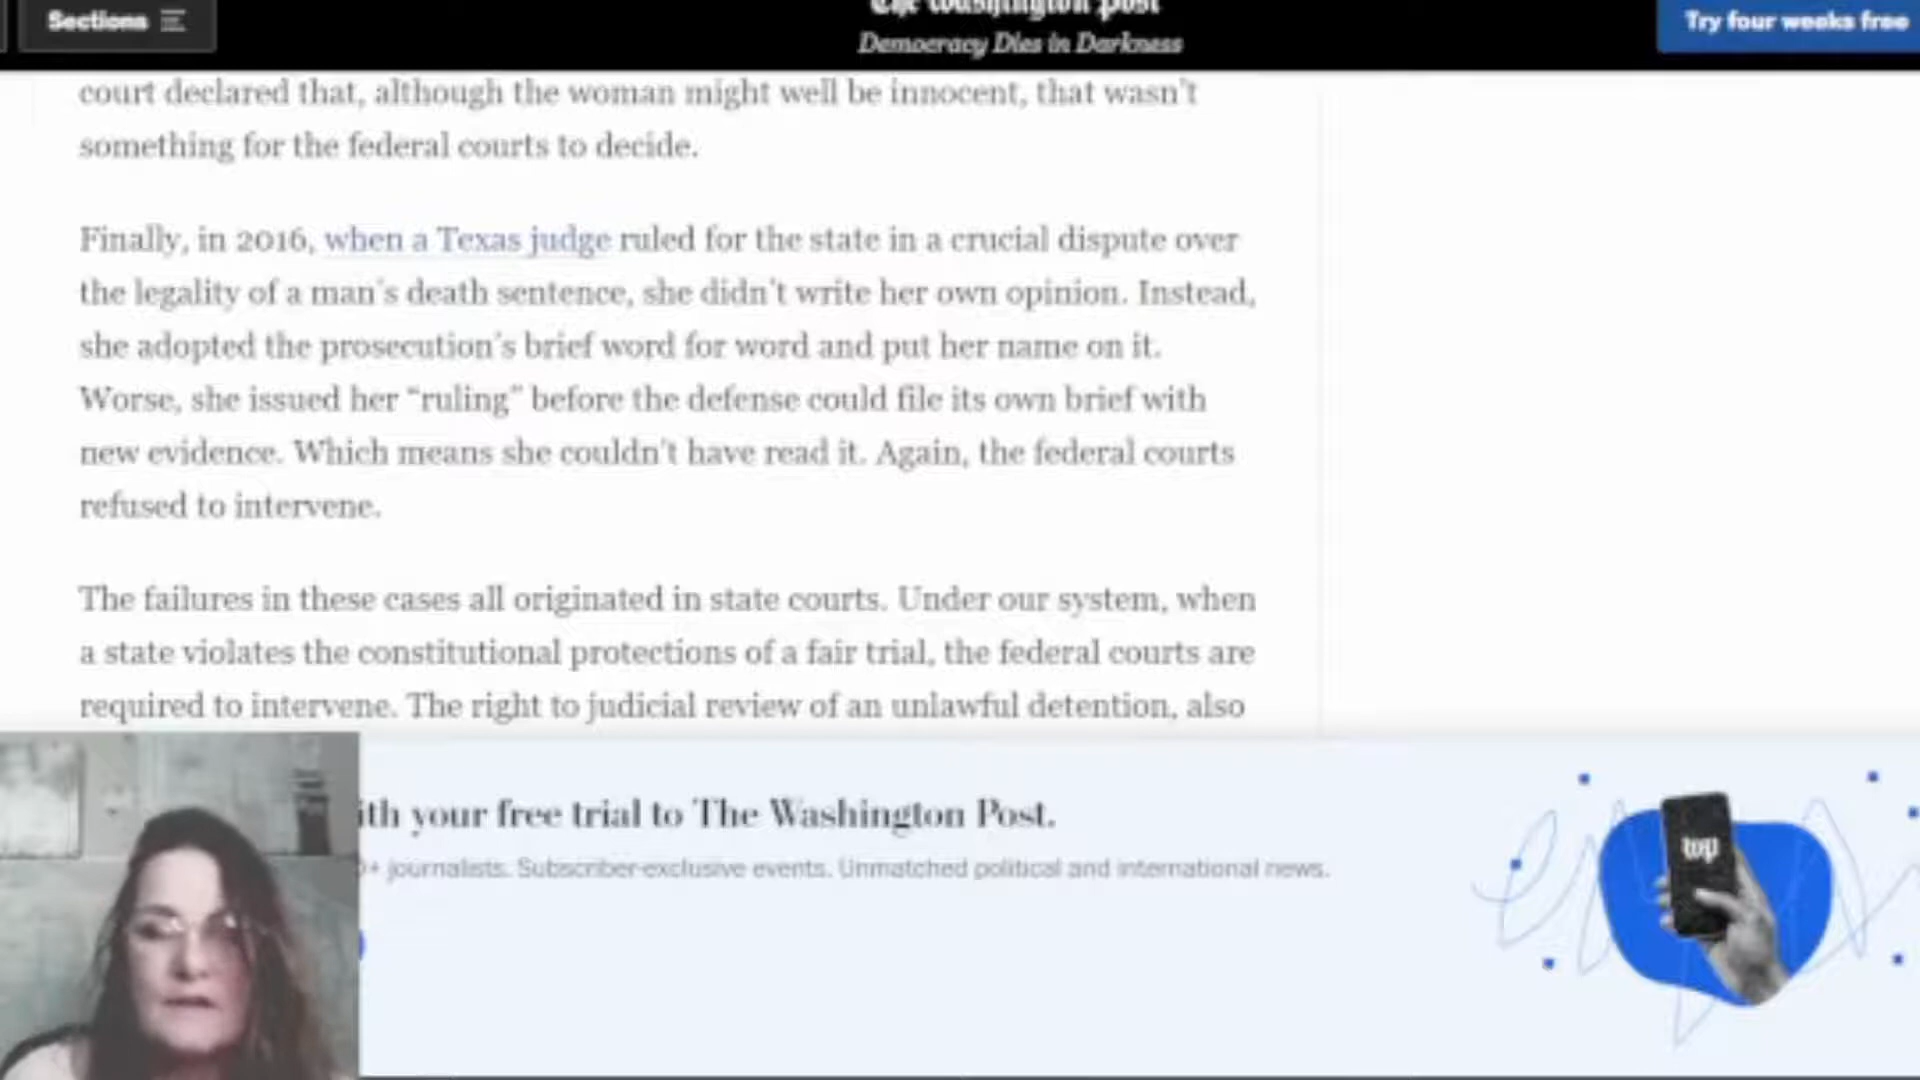 Sections
The Washington Post
Democracy Dies in Darkness
Try four weeks free
court declared that, although the woman might well be innocent, that wasn't
something for the federal courts to decide.
Finally, in 2016, when a Texas judge ruled for the state in a crucial dispute over
the legality of a man's death sentence, she didn't write her own opinion. Instead,
she adopted the prosecution's brief word for word and put her name on it.
Worse, she issued her “ruling” before the defense could file its own brief with
new evidence. Which means she couldn't have read it. Again, the federal courts
refused to intervene.
The failures in these cases all originated in state courts. Under our system, when
a state violates the constitutional protections of a fair trial, the federal courts are
required to intervene. The right to judicial review of an unlawful detention, also
ith your free trial to The Washington Post.
+ journalists. Subscriber-exclusive events. Unmatched political and international news.
wp